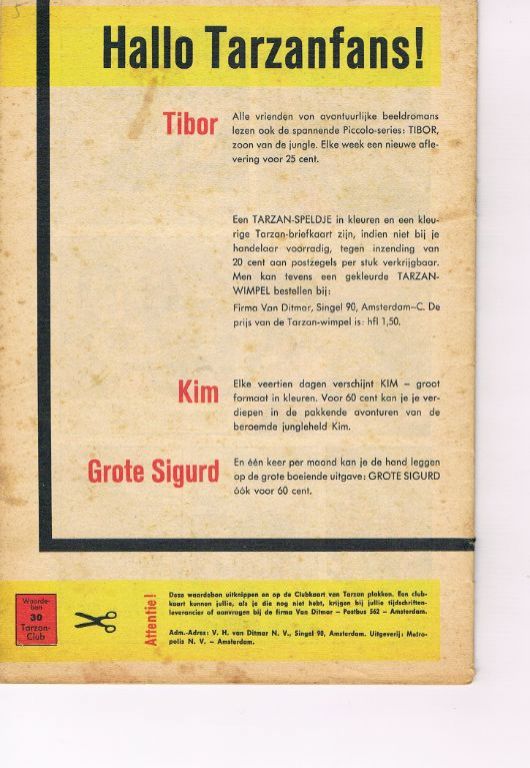 5
Hallo Tarzanfans!
Tibor
Alle vrienden von avontuurlijke beeldromans
lezen ook de spannende Piccolo-series: TIBOR,
zoon van de jungle. Elke week een nieuwe afle-
vering voor 25 cent.
Een TARZAN-SPELDJE in kleuren en een kleu-
rige Tarzan-briefkaart zijn, indien niet bij je
handelaar voorradig, tegen inzending van
20 cent aan postzegels per stuk verkrijgbaar.
Men kan tevens een gekleurde TARZAN-
WIMPEL bestellen bij:
Firma Van Ditmar, Singel 90, Amsterdam-C. De
prijs van de Tarzan-wimpel is: hfl 1,50.
Kim
Elke veertien dagen verschijnt KIM – groot
formaat in kleuren. Voor 60 cent kan je je ver-
diepen in de pakkende avonturen van de
beroemde jungleheld Kim.
Grote Sigurd
En één keer per maand kan je de hand leggen
op de grote boeiende uitgave: GROTE SIGURD
óók voor 60 cent.
Waarde-
bon
30
Tarzan-
Club
Attentie!
Deze waardebon uitknippen en op de Clubkaart van Tarzan plakken. Een club-
kaart kunnen jullie, als je die nog niet hebt, krijgen bij jullie tijdschriften-
leverancier of aanvragen bij de firma Van Ditmar – Postbus 562 – Amsterdam.
Adm.-Adres: V. H. van Ditmar N. V., Singel 90, Amsterdam. Uitgeverij: Metro-
polis N. V. – Amsterdam.